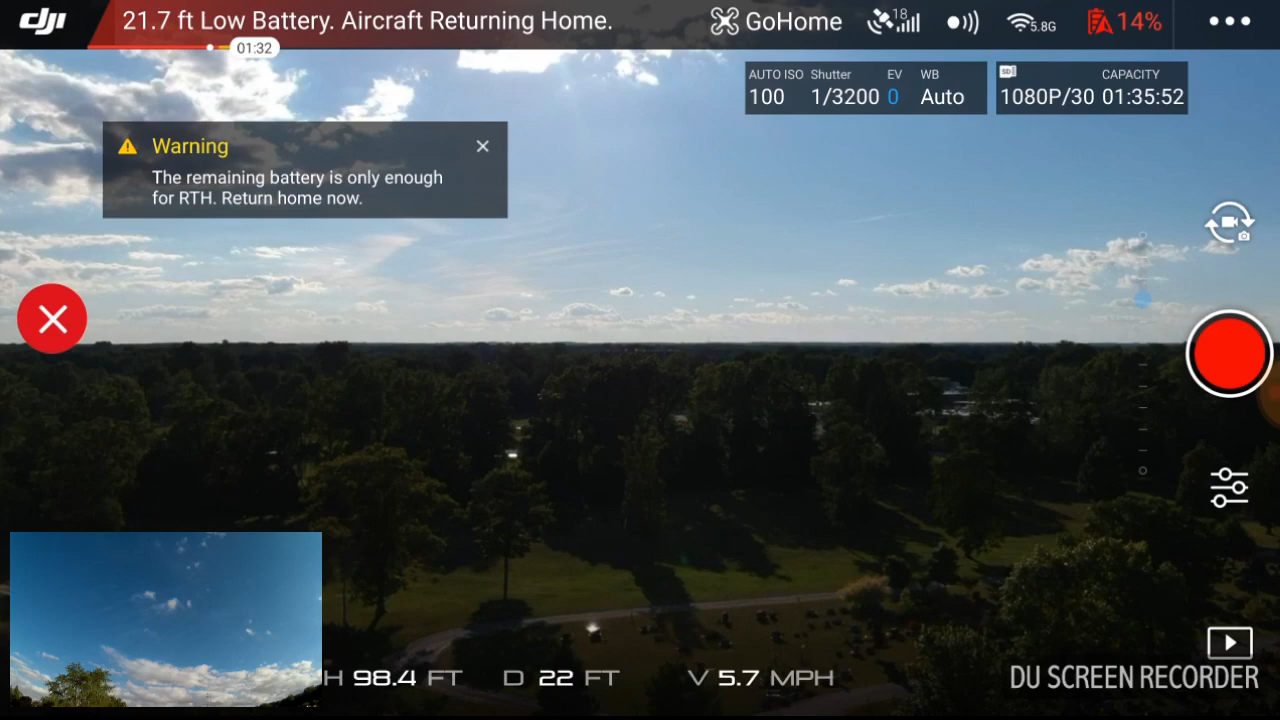 dji 21.7 ft Low Battery. Aircraft Returning Home. GoHome 18 5.8G 14%
01:32
AUTO ISO Shutter EV WB
100 1/3200 0 Auto
SD CAPACITY
1080P/30 01:35:52
Warning
The remaining battery is only enough
for RTH. Return home now.
H 98.4 FT D 22 FT V 5.7 MPH
DU SCREEN RECORDER